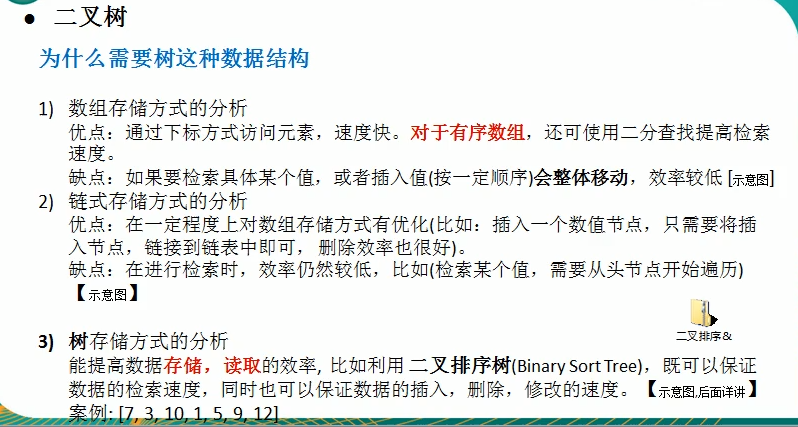 ● 二叉树
为什么需要树这种数据结构
1) 数组存储方式的分析
优点：通过下标方式访问元素，速度快。对于有序数组，还可使用二分查找提高检索
速度。
缺点：如果要检索具体某个值，或者插入值(按一定顺序)会整体移动，效率较低 [示意图]
2) 链式存储方式的分析
优点：在一定程度上对数组存储方式有优化(比如：插入一个数值节点，只需要将插
入节点，链接到链表中即可， 删除效率也很好)。
缺点：在进行检索时，效率仍然较低，比如(检索某个值，需要从头节点开始遍历)
【示意图】
二叉排序&
3) 树存储方式的分析
能提高数据存储，读取的效率, 比如利用 二叉排序树(Binary Sort Tree)，既可以保证
数据的检索速度，同时也可以保证数据的插入，删除，修改的速度。【示意图,后面详讲】
案例: [7, 3, 10, 1, 5, 9, 12]